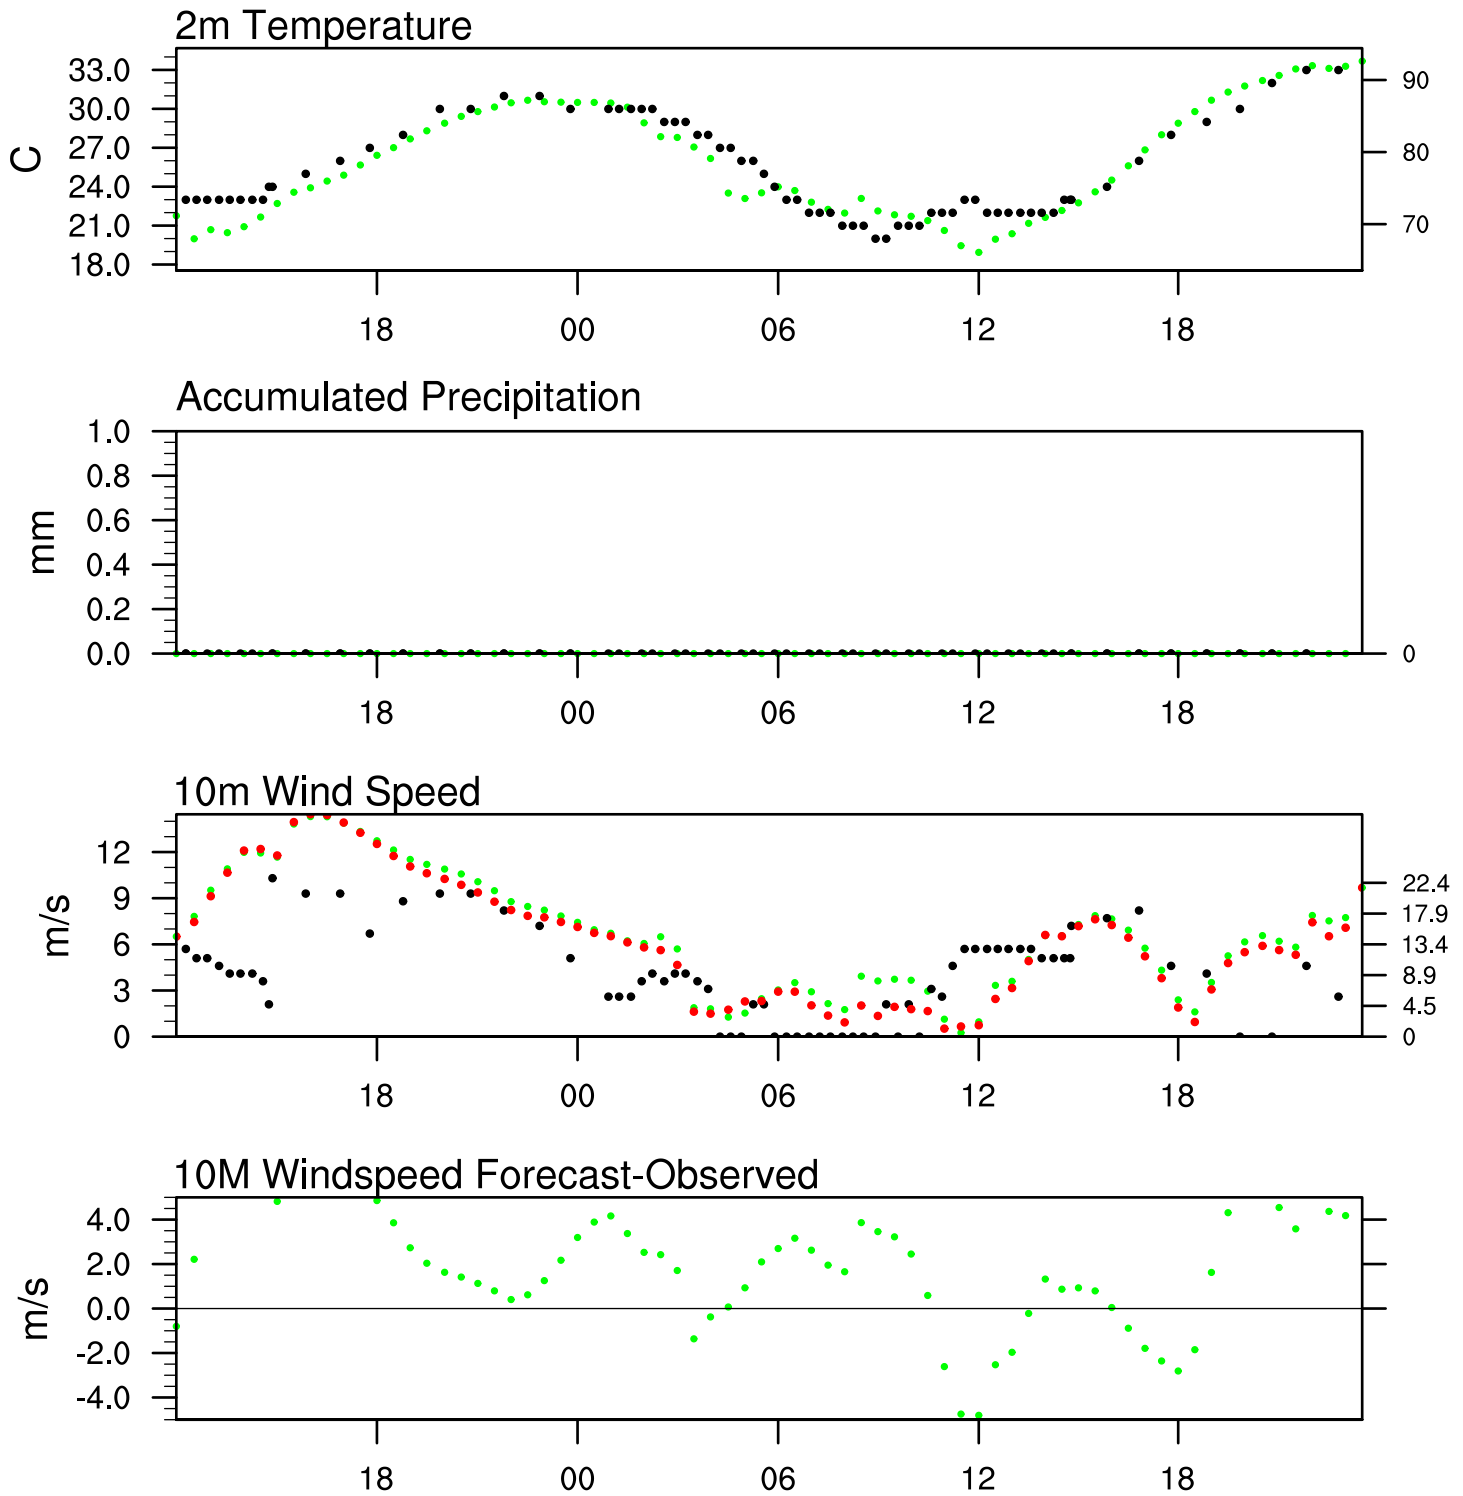 2m Temperature
33.0
30.0
27.0
24.0
21.0
18.0
C
90
80
70
18 00 06 12 18
Accumulated Precipitation
1.0
0.8
0.6
0.4
0.2
0.0
mm
0
18 00 06 12 18
10m Wind Speed
12
9
6
3
0
m/s
22.4
17.9
13.4
8.9
4.5
0
18 00 06 12 18
10M Windspeed Forecast-Observed
4.0
2.0
0.0
-2.0
-4.0
m/s
18 00 06 12 18